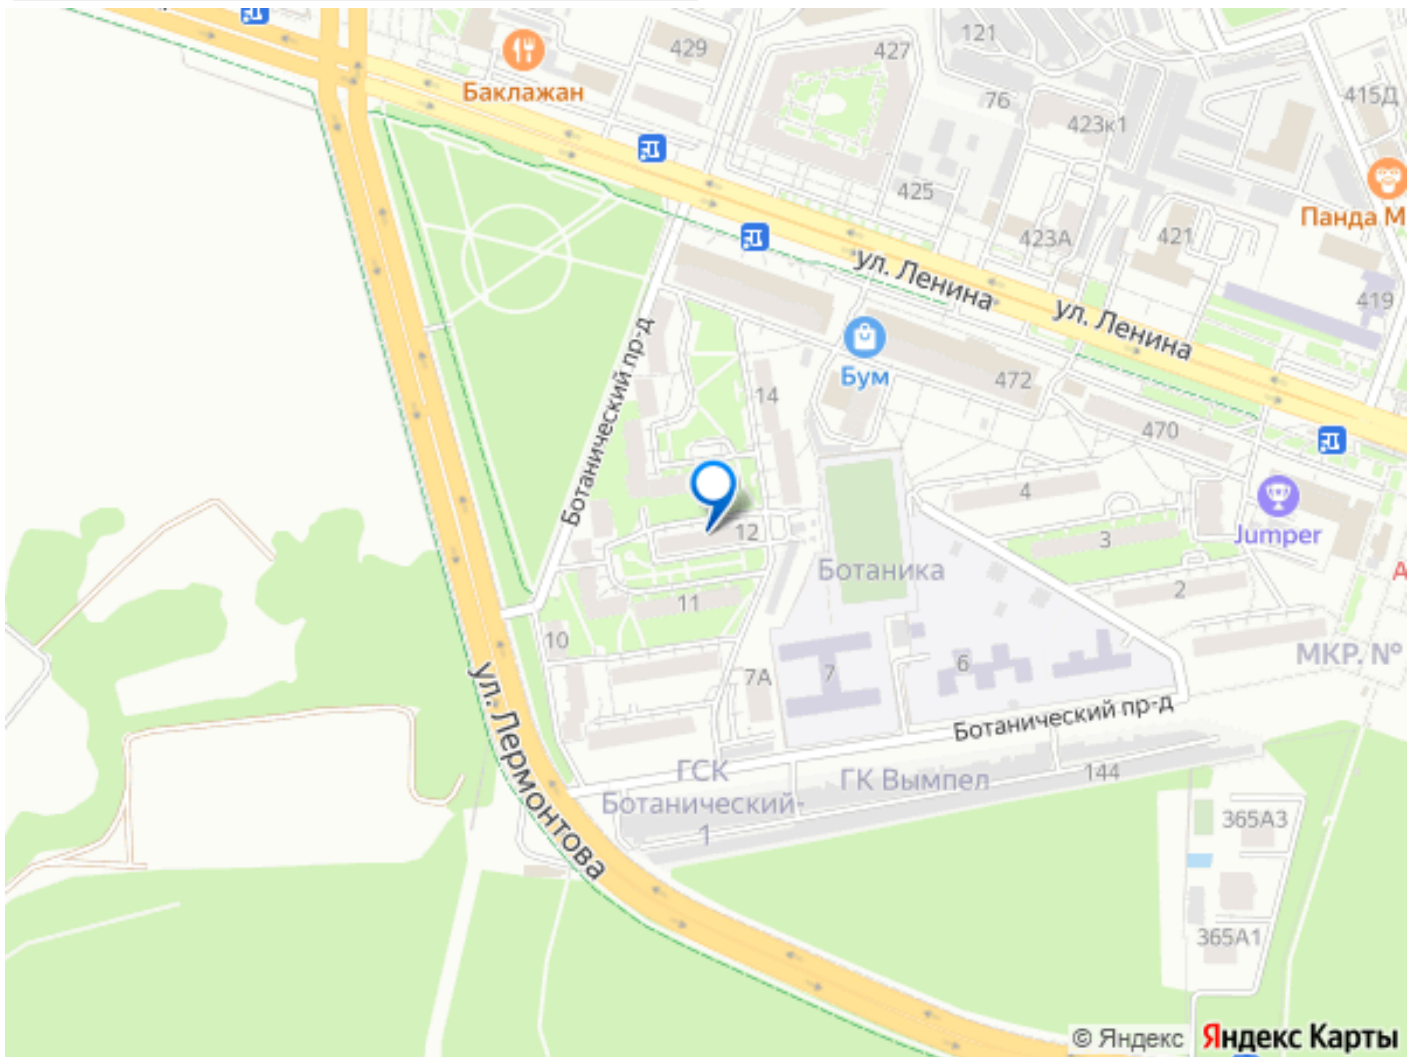 429
427
121
Баклажан
76
423к1
415Д
425
Панда М
423А
421
ул. Ленина
419
ул. Ленина
Ботанический пр-д
Бум
472
14
470
4
Jumper
12
3
Ботаника
А
2
11
10
МКР. №
6
7
7А
ул. Лермонтова
Ботанический пр-д
ГСК
Ботанический-
1
ГК Вымпел
144
365А3
365А1
© Яндекс
Яндекс Карты